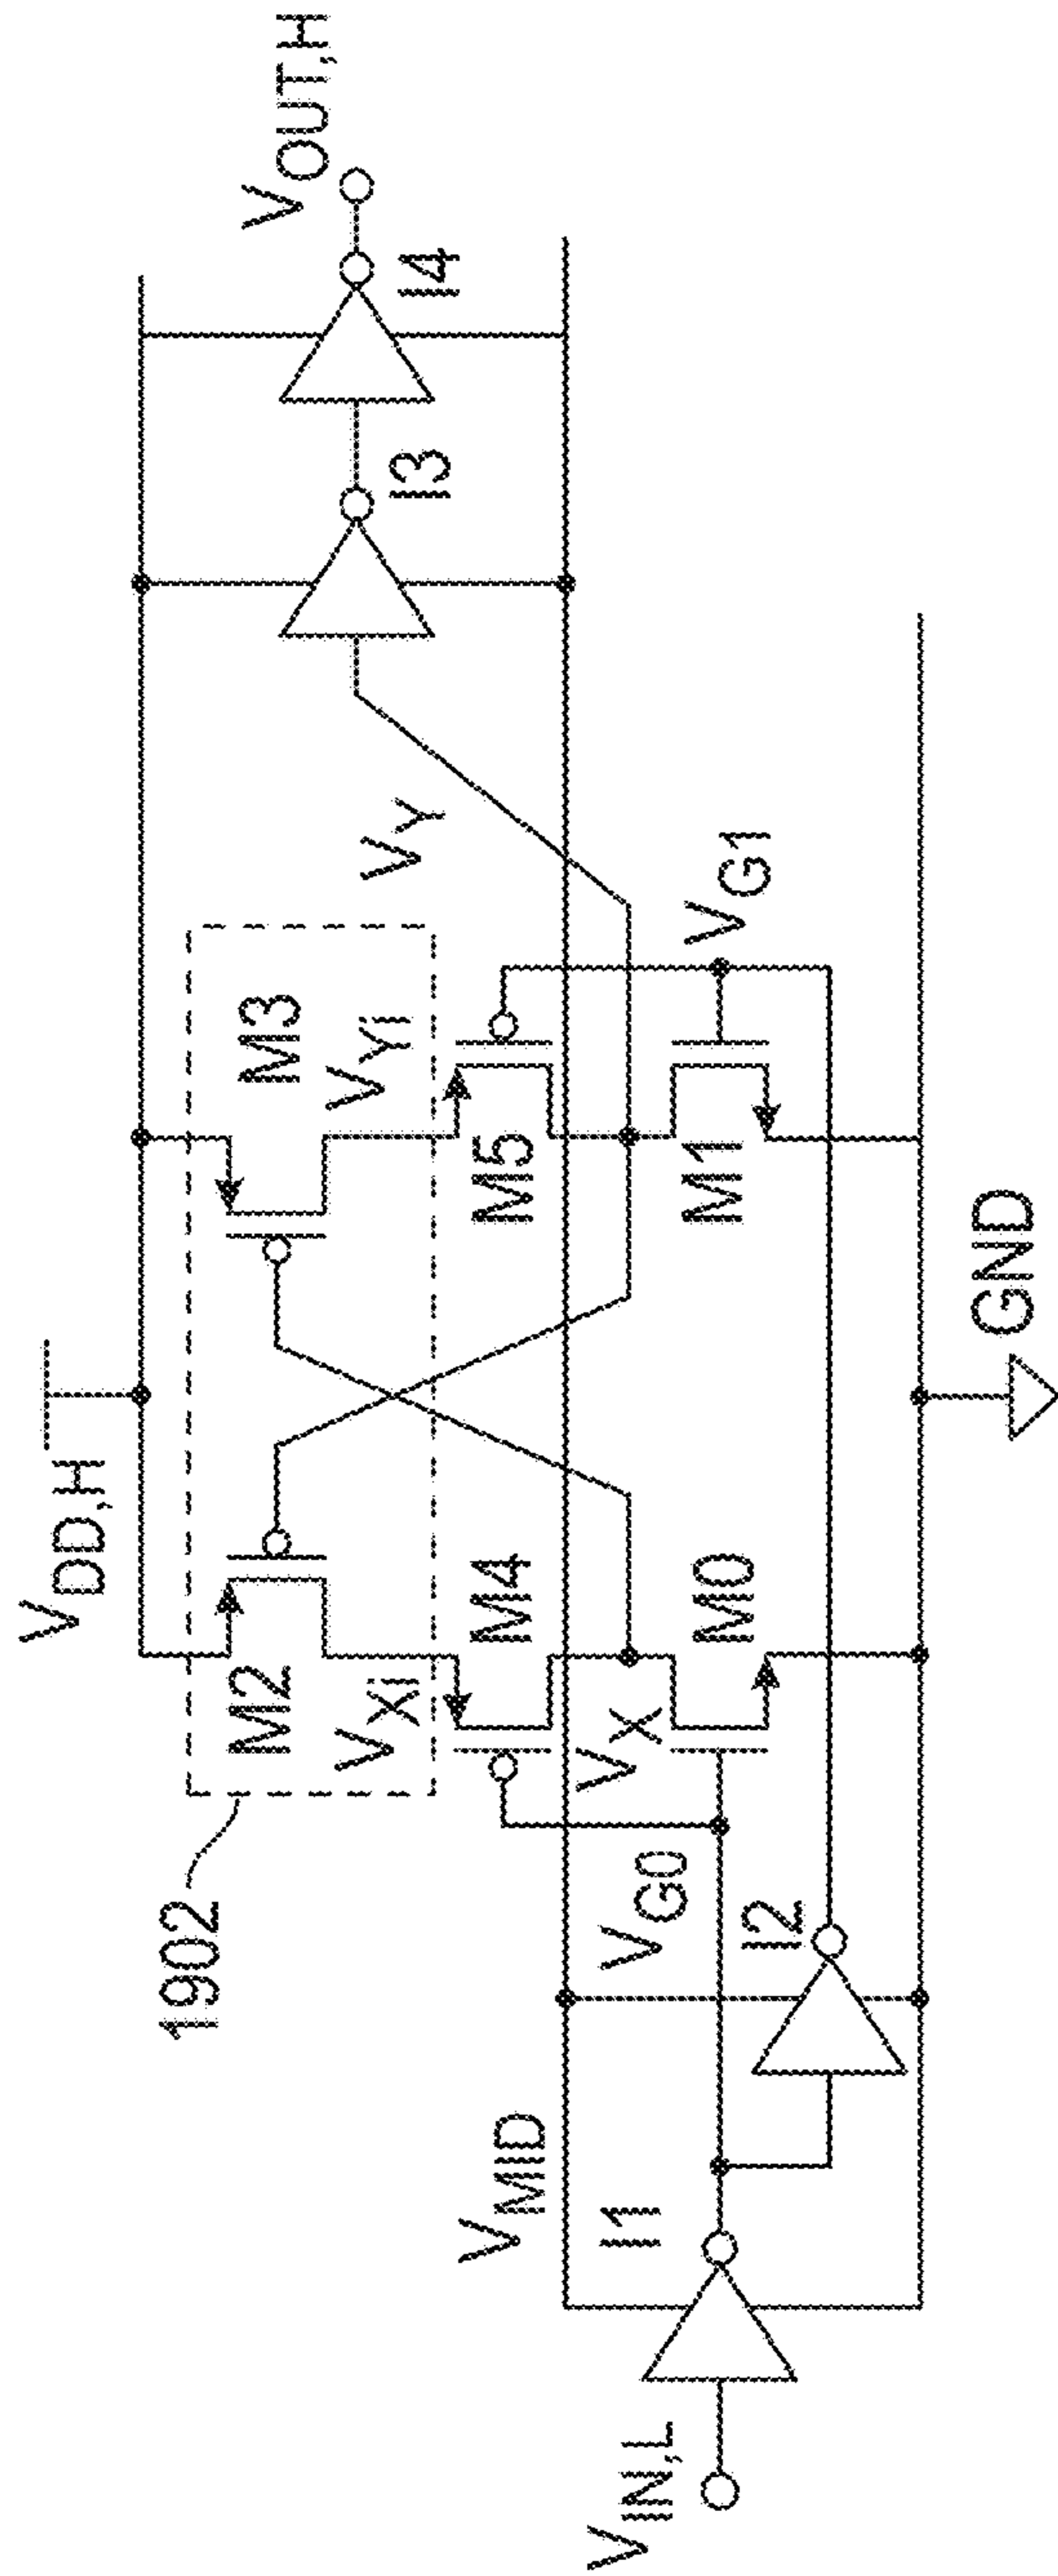 V_DD,H
V_OUT,H
1902
M2
M3
V_Xi
V_Yi
V_Y
I3
I4
M4
M5
V_MID
V_X
V_G0
M0
M1
V_G1
I1
I2
V_IN,L
GND